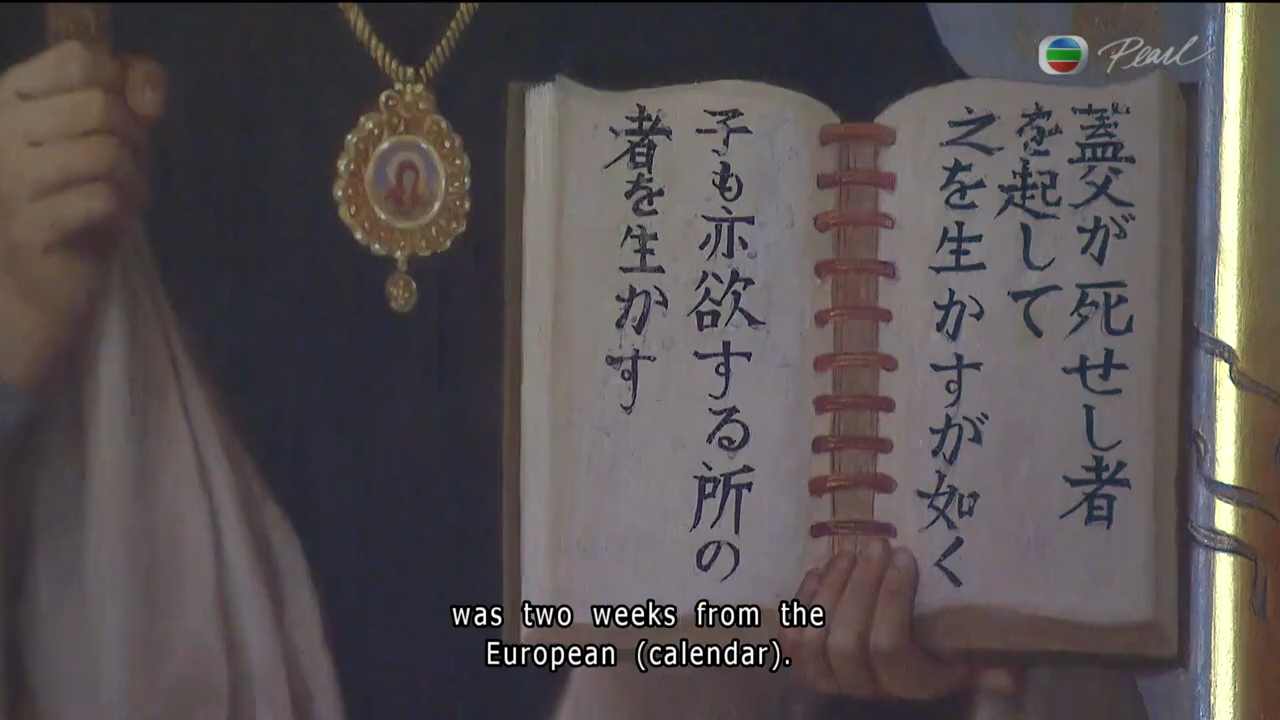 Pearl
蓋父が死せし者
を起して
之を生かすが如く
子も亦欲する所の
者を生かす
was two weeks from the
European (calendar).